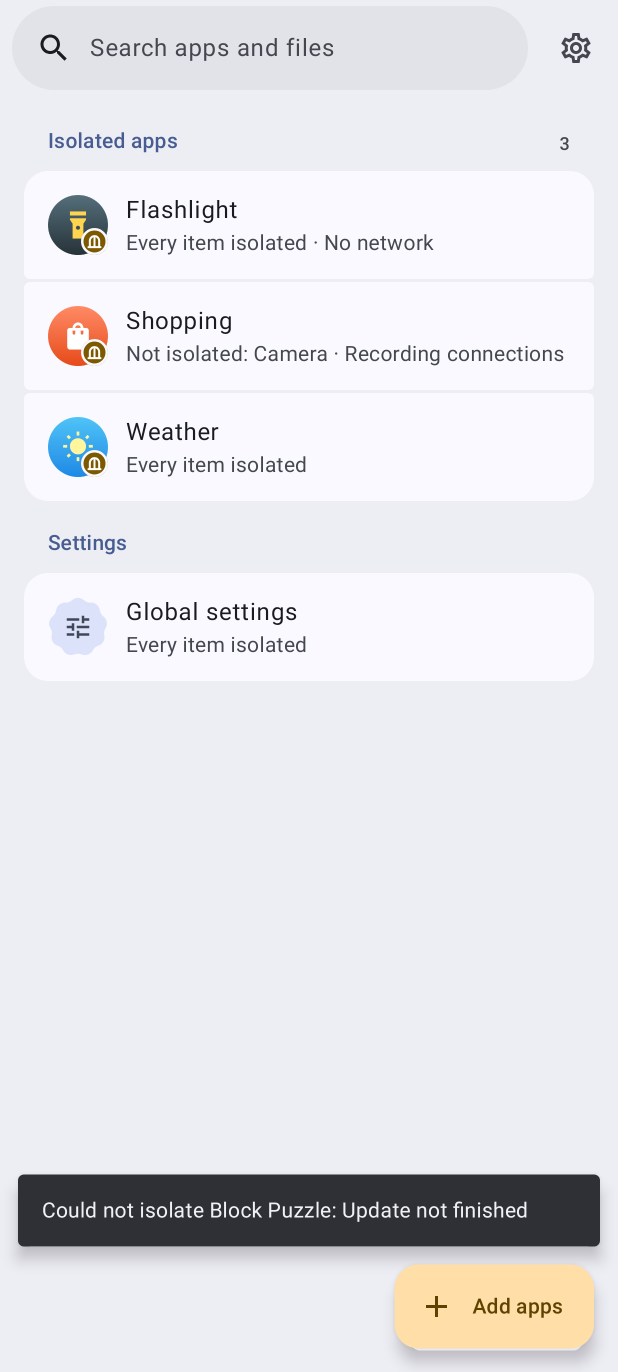 Search apps and files
Isolated apps
3
Flashlight
Every item isolated · No network
Shopping
Not isolated: Camera · Recording connections
Weather
Every item isolated
Settings
Global settings
Every item isolated
Could not isolate Block Puzzle: Update not finished
Add apps